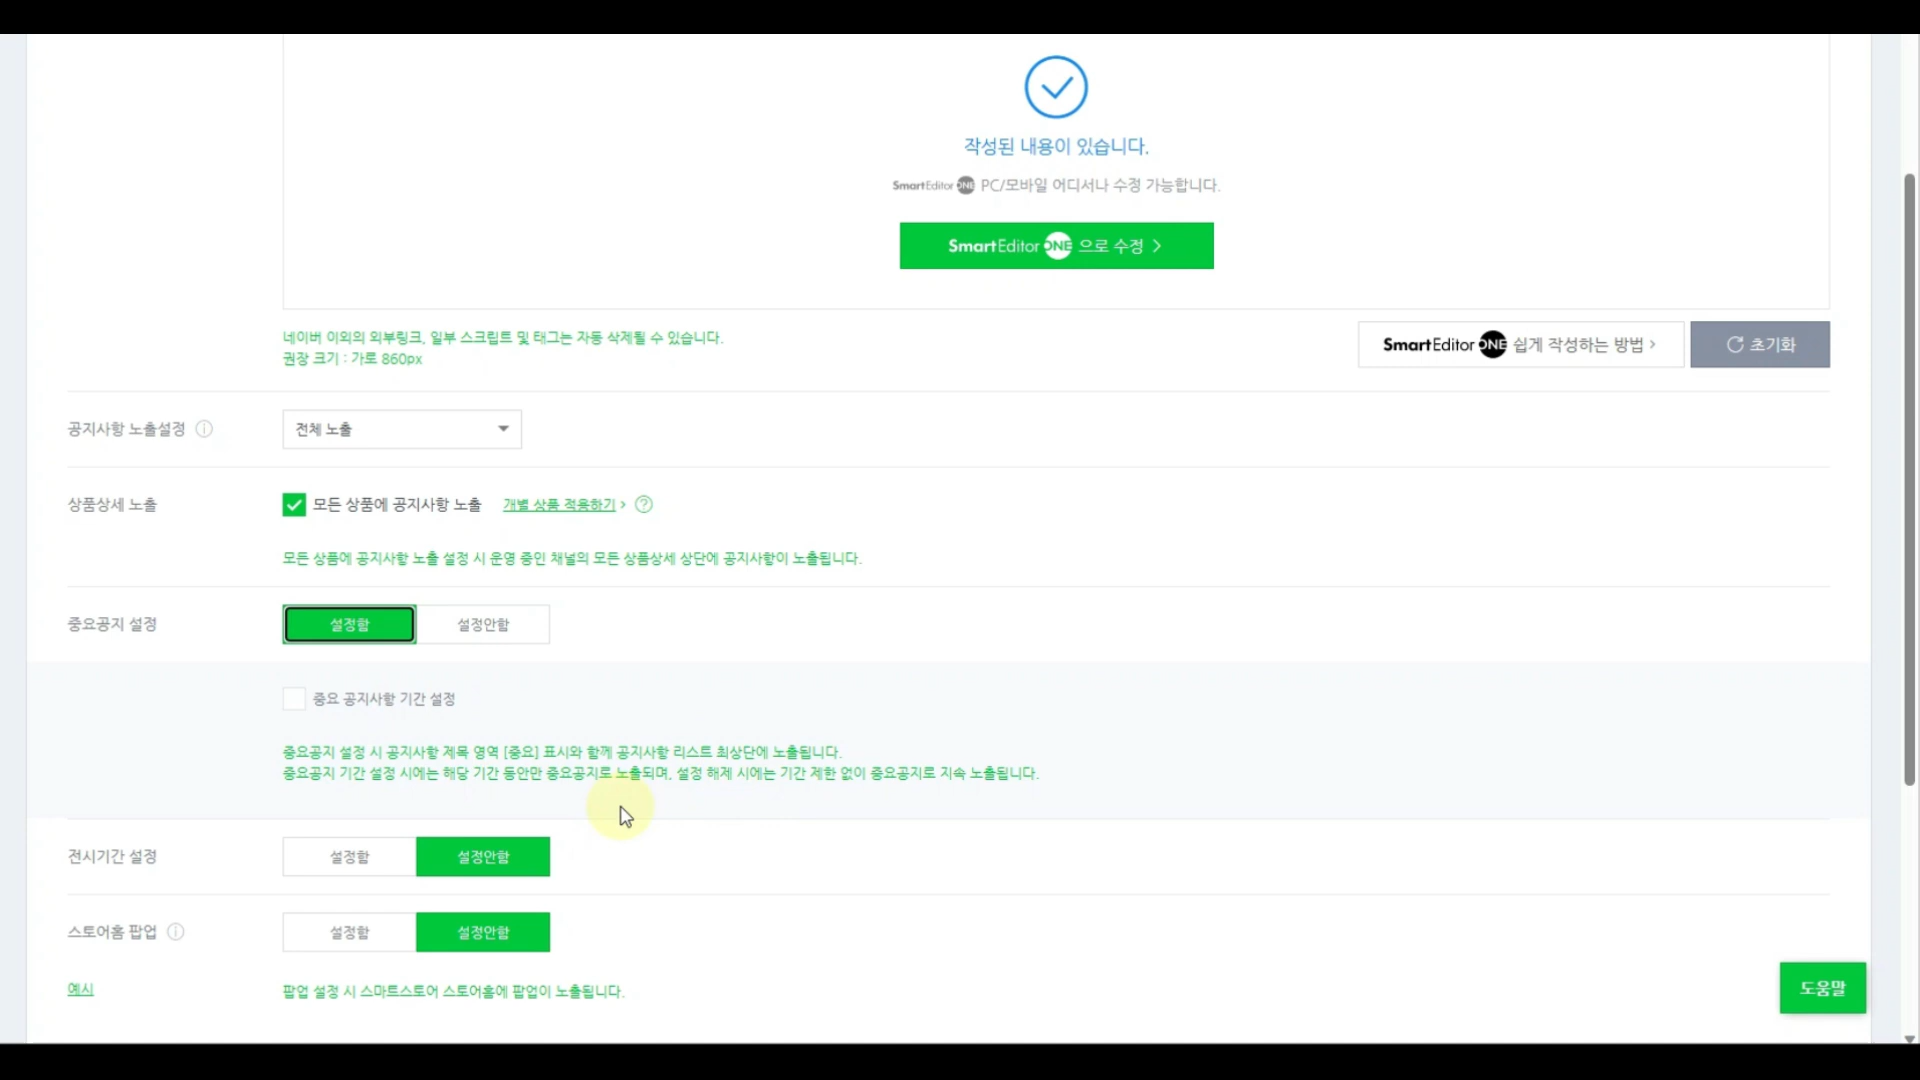 작성된 내용이 있습니다.
SmartEditor ONE PC/모바일 어디서나 수정 가능합니다.
SmartEditor ONE 으로 수정
네이버 이외의 외부링크, 일부 스크립트 및 태그는 자동 삭제될 수 있습니다.
권장 크기 : 가로 860px
SmartEditor ONE 쉽게 작성하는 방법
초기화
공지사항 노출설정
전체 노출
상품상세 노출
모든 상품에 공지사항 노출
개별 상품 적용하기
모든 상품에 공지사항 노출 설정 시 운영 중인 채널의 모든 상품상세 상단에 공지사항이 노출됩니다.
중요공지 설정
설정함
설정안함
중요 공지사항 기간 설정
중요공지 설정 시 공지사항 제목 영역 [중요] 표시와 함께 공지사항 리스트 최상단에 노출됩니다.
중요공지 기간 설정 시에는 해당 기간 동안만 중요공지로 노출되며, 설정 해제 시에는 기간 제한 없이 중요공지로 지속 노출됩니다.
전시기간 설정
설정함
설정안함
스토어홈 팝업
설정함
설정안함
예시
팝업 설정 시 스마트스토어 스토어홈에 팝업이 노출됩니다.
도움말